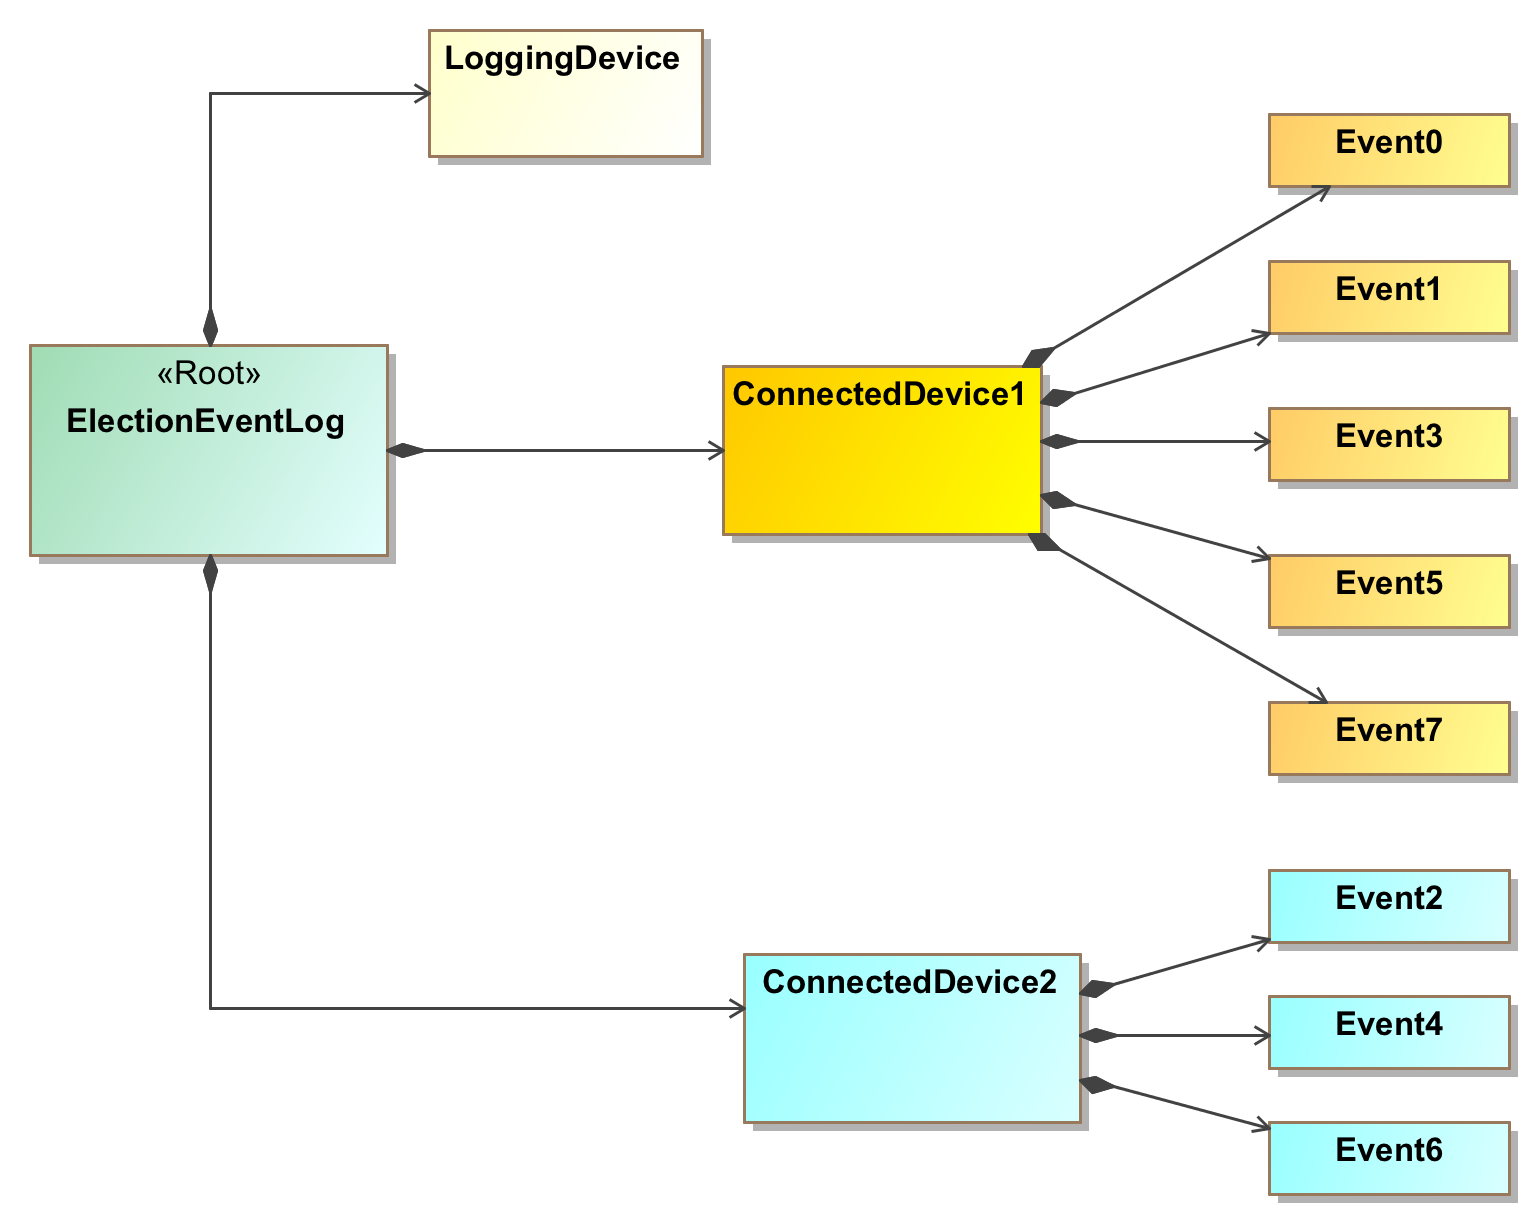 LoggingDevice
Event0
Event1
«Root»
ElectionEventLog
ConnectedDevice1
Event3
Event5
Event7
Event2
ConnectedDevice2
Event4
Event6